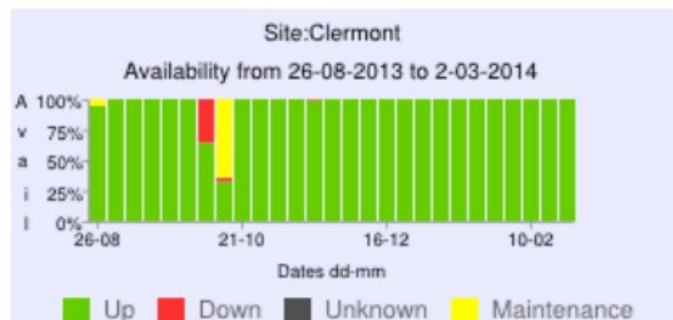 Site:Clermont
Availability from 26-08-2013 to 2-03-2014
A 100%
v 75%
a 50%
i 25%
l 0%
26-08 21-10 16-12 10-02
Dates dd-mm
Up Down Unknown Maintenance